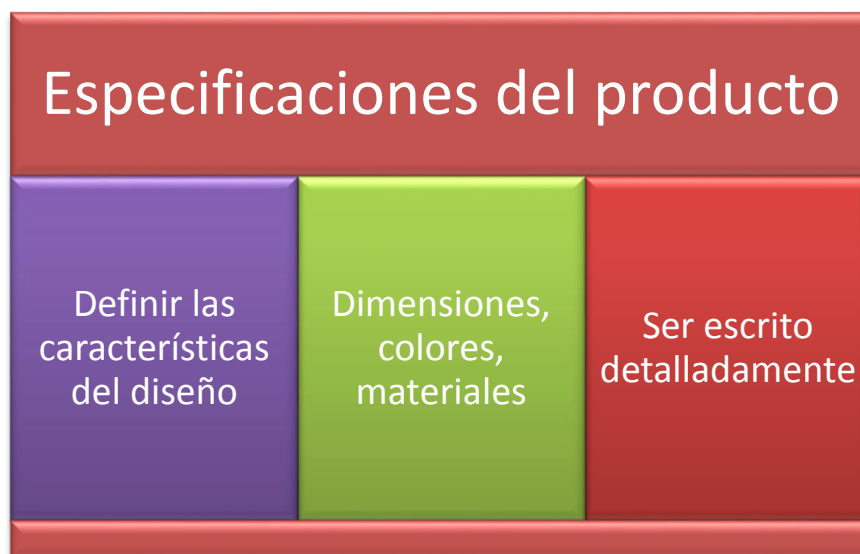 Especificaciones del producto
Definir las
características
del diseño
Dimensiones,
colores,
materiales
Ser escrito
detalladamente